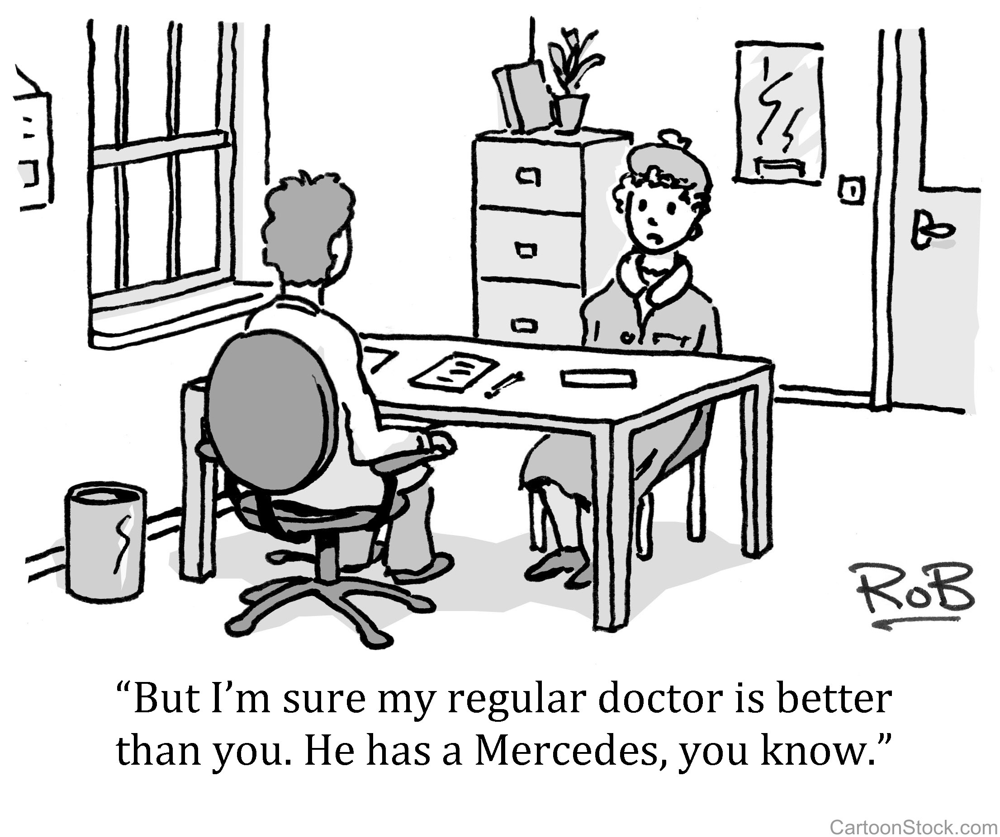 RoB
“But I’m sure my regular doctor is better
than you. He has a Mercedes, you know.”
CartoonStock.com